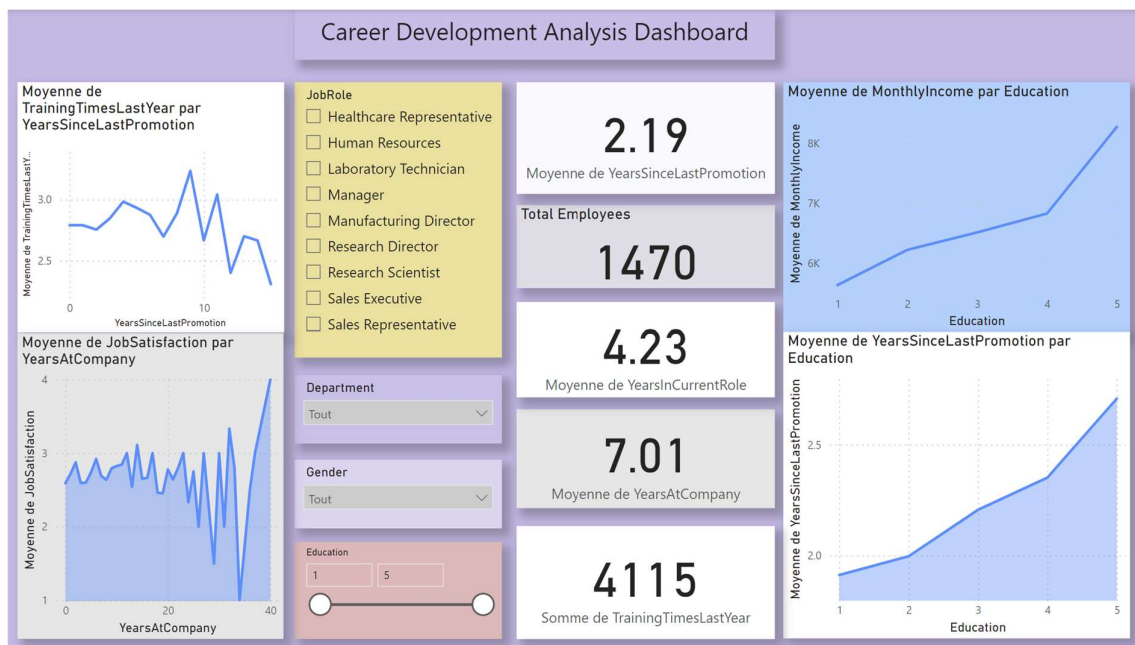 Career Development Analysis Dashboard
Moyenne de
TrainingTimesLastYear par
YearsSinceLastPromotion
Moyenne de TrainingTimesLastY...
3.0
2.5
0
10
YearsSinceLastPromotion
Moyenne de JobSatisfaction par
YearsAtCompany
Moyenne de JobSatisfaction
4
3
2
1
0
20
40
YearsAtCompany
JobRole
Healthcare Representative
Human Resources
Laboratory Technician
Manager
Manufacturing Director
Research Director
Research Scientist
Sales Executive
Sales Representative
Department
Tout
Gender
Tout
Education
1
5
2.19
Moyenne de YearsSinceLastPromotion
Total Employees
1470
4.23
Moyenne de YearsInCurrentRole
7.01
Moyenne de YearsAtCompany
4115
Somme de TrainingTimesLastYear
Moyenne de MonthlyIncome par Education
Moyenne de MonthlyIncome
8K
7K
6K
1
2
3
4
5
Education
Moyenne de YearsSinceLastPromotion par
Education
Moyenne de YearsSinceLastPromotion
2.5
2.0
1
2
3
4
5
Education